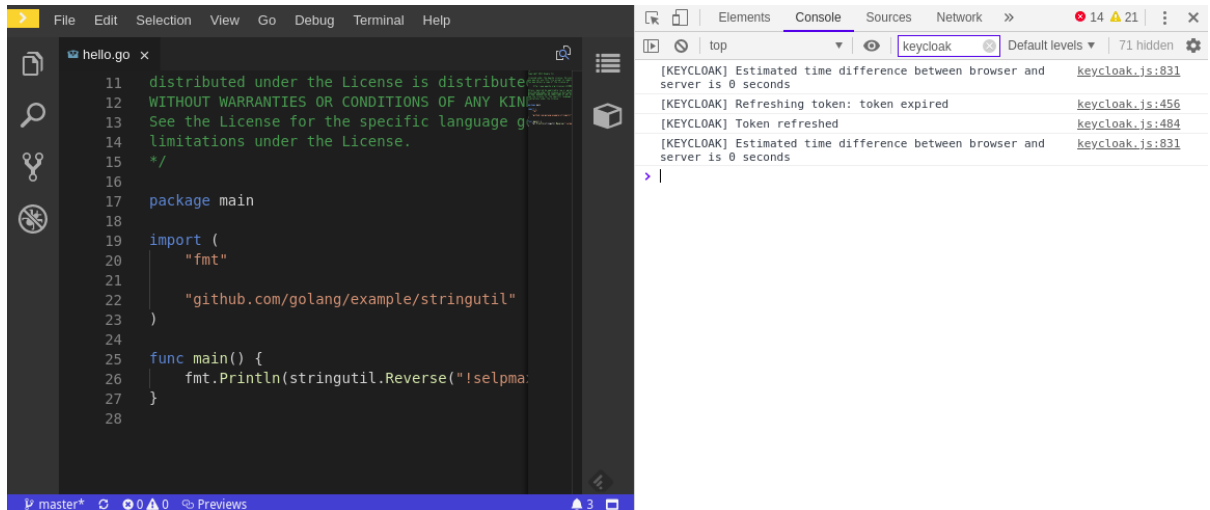 File Edit Selection View Go Debug Terminal Help
hello.go ×
11 distributed under the License is distribute
12 WITHOUT WARRANTIES OR CONDITIONS OF ANY KIN
13 See the License for the specific language g
14 limitations under the License.
15 */
16
17 package main
18
19 import (
20 "fmt"
21
22 "github.com/golang/example/stringutil"
23 )
24
25 func main() {
26 fmt.Println(stringutil.Reverse("!selpma
27 }
28
master* 0 0 Previews 3
Elements Console Sources Network » 14 21
top keycloak Default levels 71 hidden
[KEYCLOAK] Estimated time difference between browser and keycloak.js:831
server is 0 seconds
[KEYCLOAK] Refreshing token: token expired keycloak.js:456
[KEYCLOAK] Token refreshed keycloak.js:484
[KEYCLOAK] Estimated time difference between browser and keycloak.js:831
server is 0 seconds